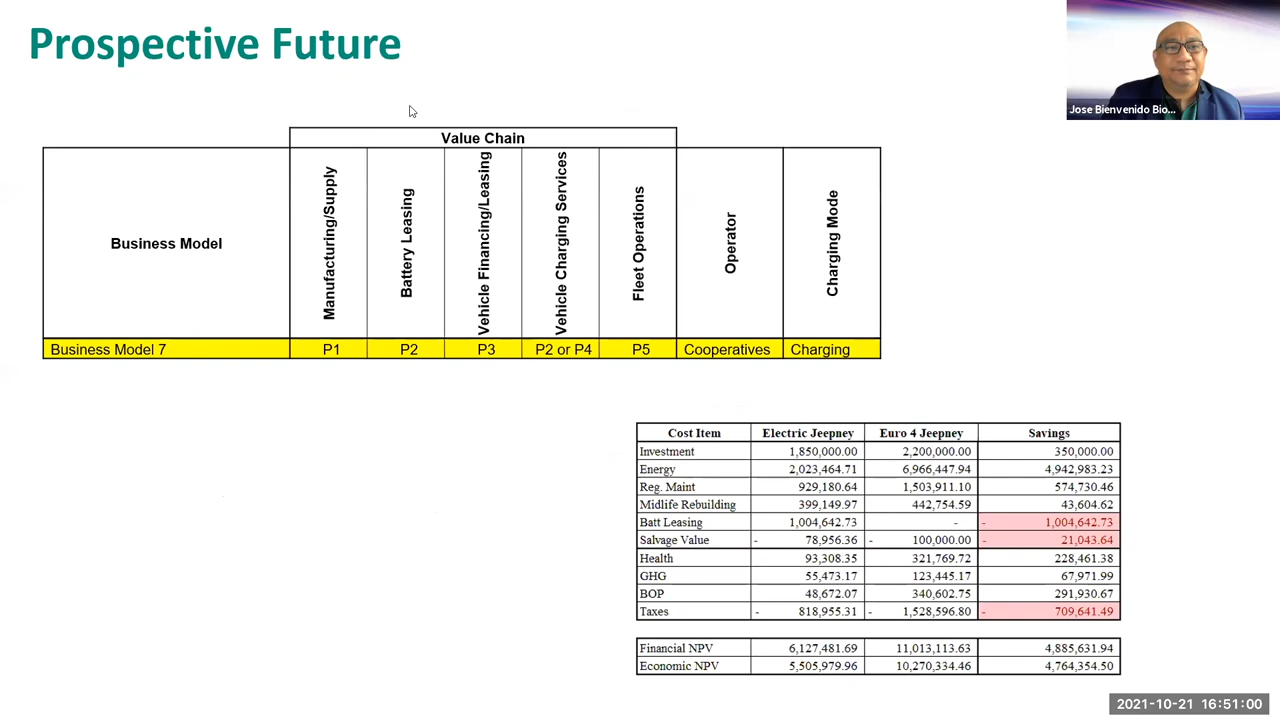 Prospective Future
Jose Bienvenido Bio...
Value Chain
Business Model
Manufacturing/Supply
Battery Leasing
Vehicle Financing/Leasing
Vehicle Charging Services
Fleet Operations
Operator
Charging Mode
Business Model 7 P1 P2 P3 P2 or P4 P5 Cooperatives Charging
Cost Item Electric Jeepney Euro 4 Jeepney Savings
Investment 1,850,000.00 2,200,000.00 350,000.00
Energy 2,023,464.71 6,966,447.94 4,942,983.23
Reg. Maint 929,180.64 1,503,911.10 574,730.46
Midlife Rebuilding 399,149.97 442,754.59 43,604.62
Batt Leasing 1,004,642.73 - - 1,004,642.73
Salvage Value - 78,956.36 - 100,000.00 - 21,043.64
Health 93,308.35 321,769.72 228,461.38
GHG 55,473.17 123,445.17 67,971.99
BOP 48,672.07 340,602.75 291,930.67
Taxes - 818,955.31 - 1,528,596.80 - 709,641.49
Financial NPV 6,127,481.69 11,013,113.63 4,885,631.94
Economic NPV 5,505,979.96 10,270,334.46 4,764,354.50
2021-10-21 16:51:00